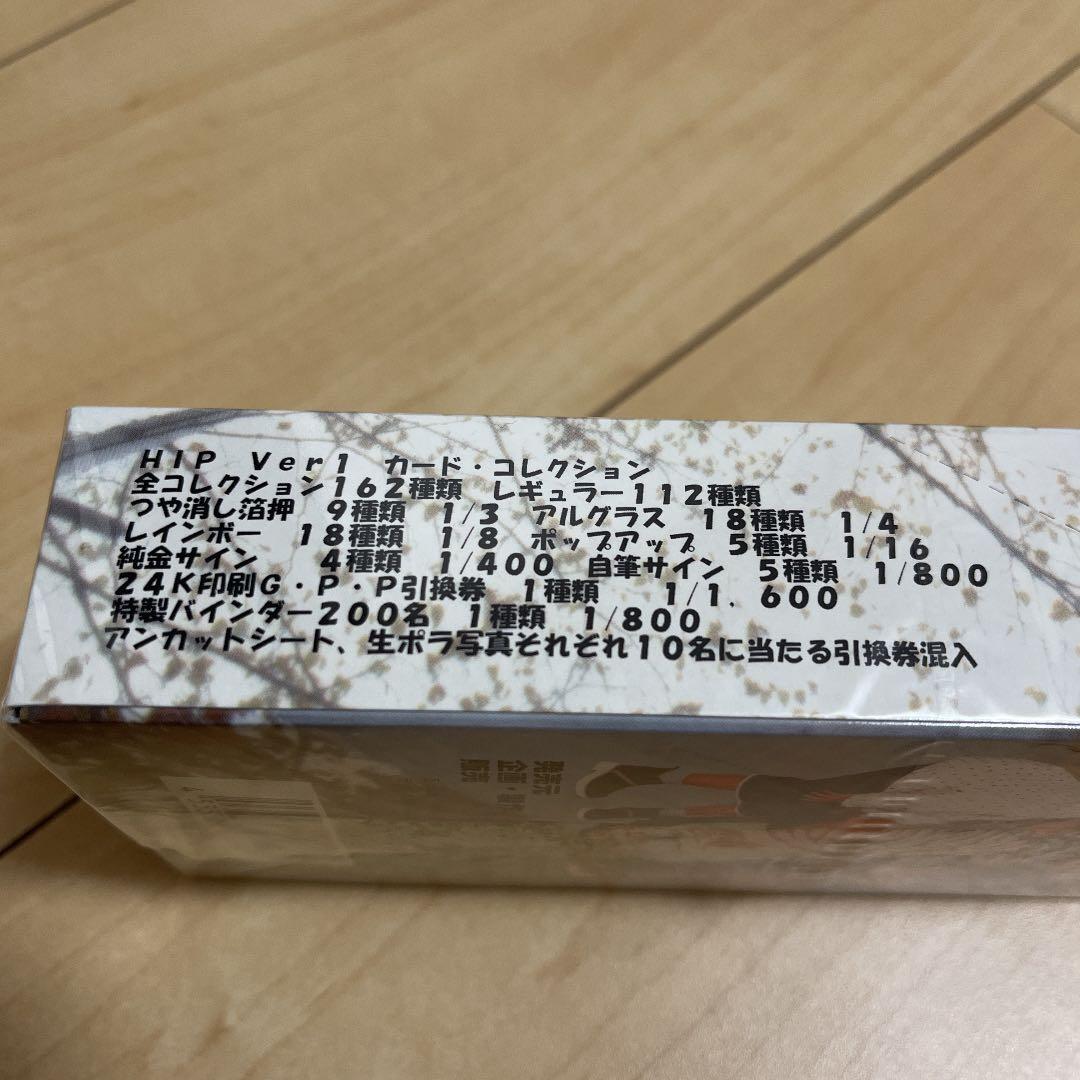 HIP Ver1 カード・コレクション
全コレクション162種類 レギュラー112種類
つや消し箔押 9種類 1/3 アルグラス 18種類 1/4
レインボー 18種類 1/8 ポップアップ 5種類 1/16
純金サイン 4種類 1/400 自筆サイン 5種類 1/800
24K印刷G・P・P引換券 1種類 1/1,600
特製バインダー200名 1種類 1/800
アンカットシート、生ポラ写真それぞれ10名に当たる引換券混入
発売元
企画・
販売